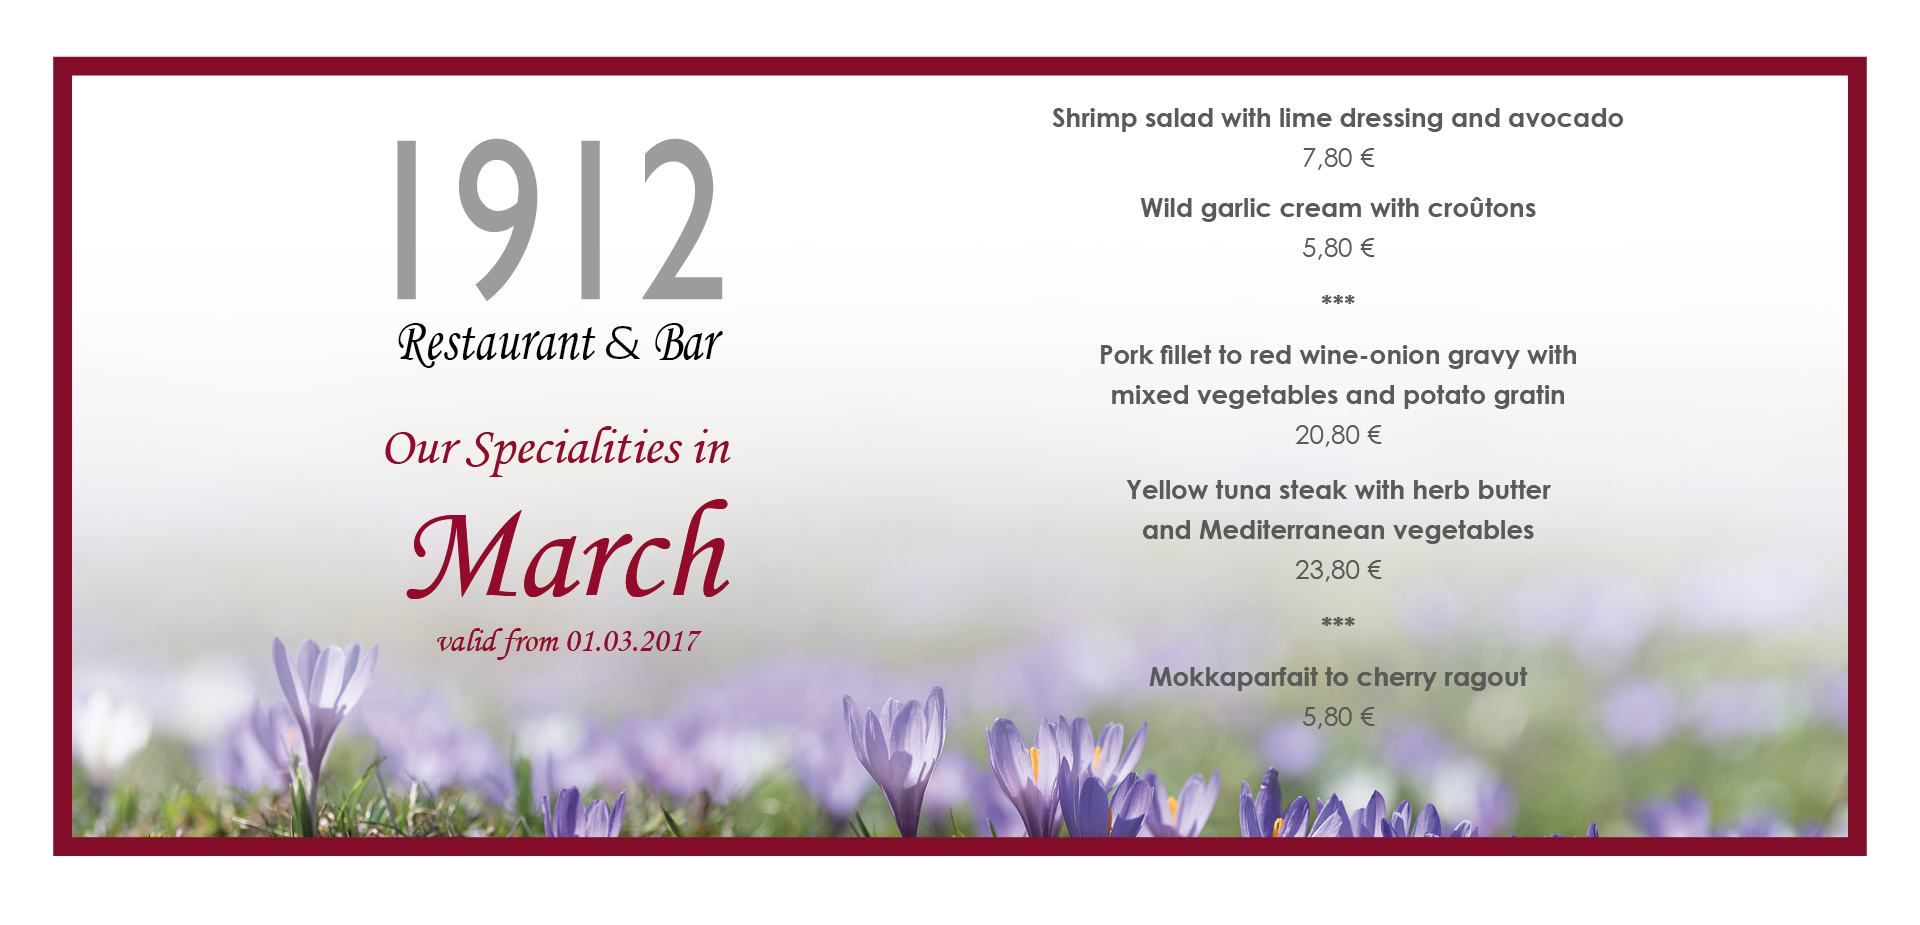 1912
Restaurant & Bar
Our Specialities in
March
valid from 01.03.2017
Shrimp salad with lime dressing and avocado
7,80 €
Wild garlic cream with croûtons
5,80 €
***
Pork fillet to red wine-onion gravy with
mixed vegetables and potato gratin
20,80 €
Yellow tuna steak with herb butter
and Mediterranean vegetables
23,80 €
***
Mokkaparfait to cherry ragout
5,80 €